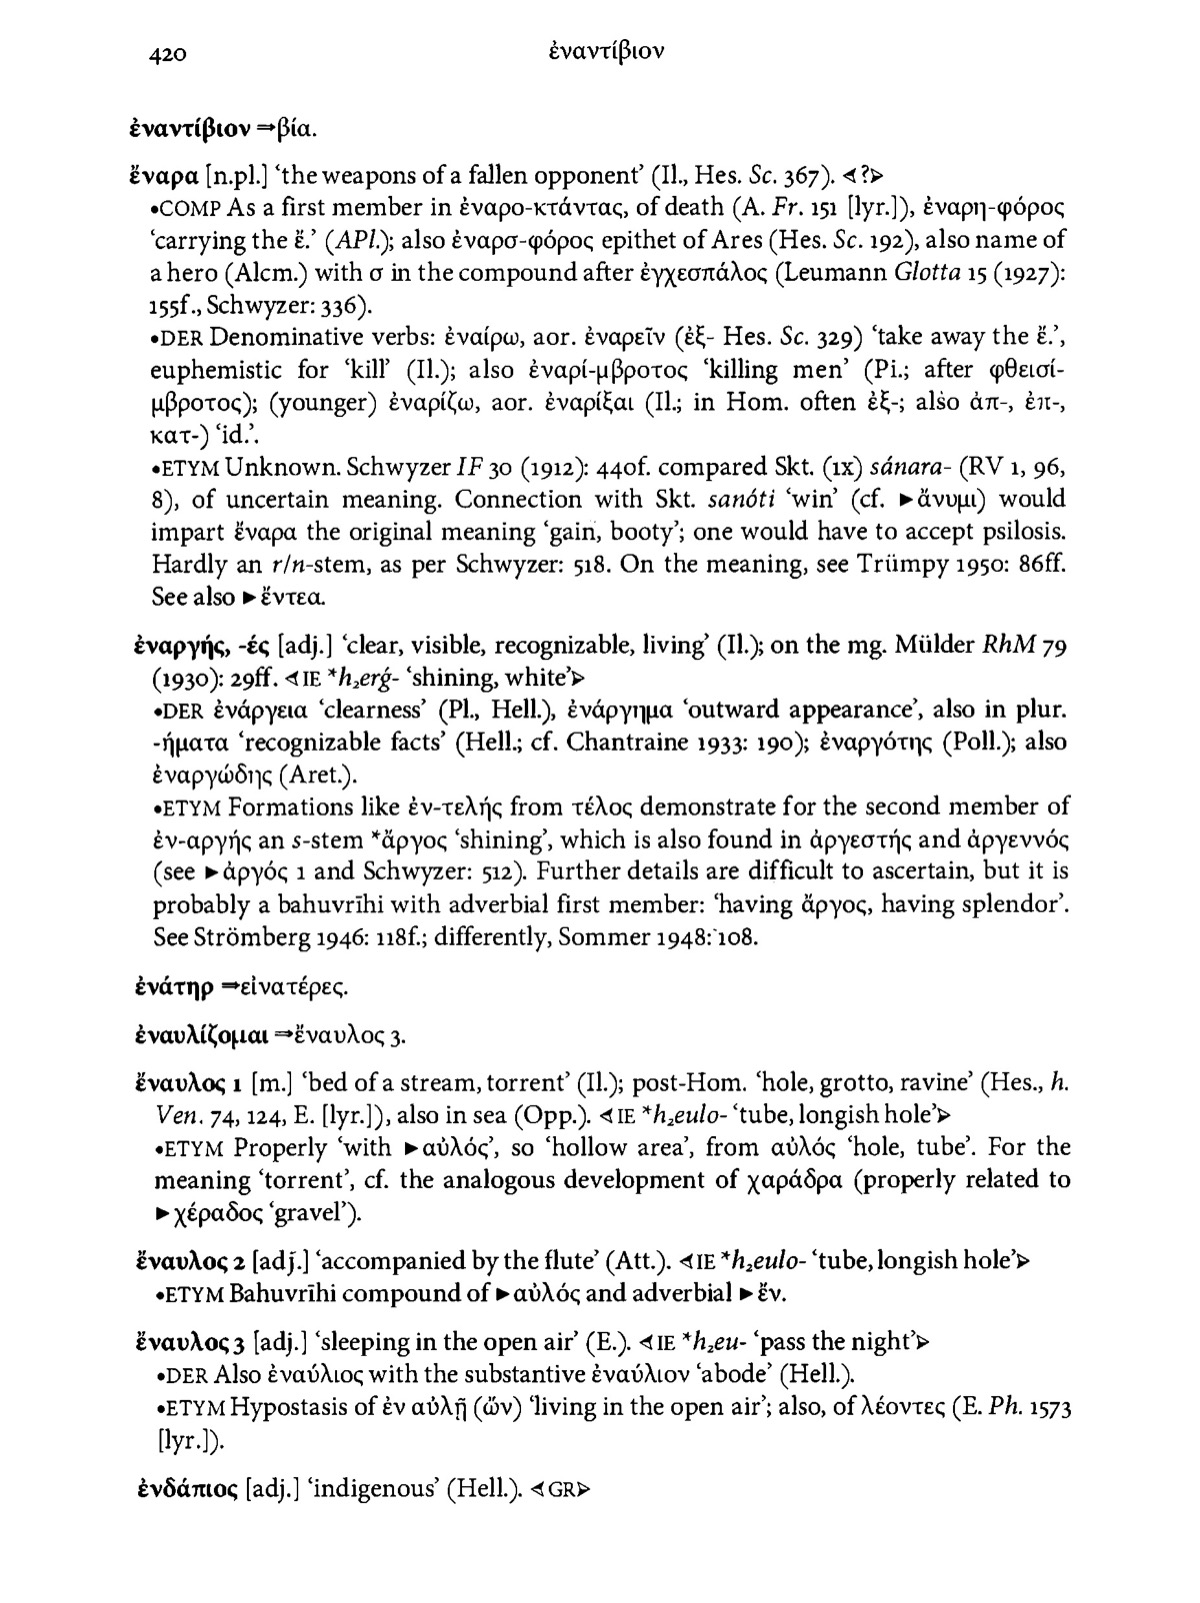 420 ἐναντίβιον
ἐναντίβιον ⇒βία.
ἔναρα [n.pl.] ‘the weapons of a fallen opponent’ (Il., Hes. Sc. 367). ⊲?⊳
•COMP As a first member in ἐναρο-κτάντας, of death (A. Fr. 151 [lyr.]), ἐναρη-φόρος
‘carrying the ἔ.’ (APl.); also ἐναρσ-φόρος epithet of Ares (Hes. Sc. 192), also name of
a hero (Alcm.) with σ in the compound after ἐγχεσπάλος (Leumann Glotta 15 (1927):
155f., Schwyzer: 336).
•DER Denominative verbs: ἐναίρω, aor. ἐναρεῖν (ἐξ- Hes. Sc. 329) ‘take away the ἔ.’,
euphemistic for ‘kill’ (Il.); also ἐναρί-μβροτος ‘killing men’ (Pi.; after φθεισί-
μβροτος); (younger) ἐναρίζω, aor. ἐναρίξαι (Il.; in Hom. often ἐξ-; also ἀπ-, ἐπ-,
κατ-) ‘id.’.
•ETYM Unknown. Schwyzer IF 30 (1912): 440f. compared Skt. (1x) sánara- (RV 1, 96,
8), of uncertain meaning. Connection with Skt. sanóti ‘win’ (cf. ►ἄνυμι) would
impart ἔναρα the original meaning ‘gain, booty’; one would have to accept psilosis.
Hardly an r/n-stem, as per Schwyzer: 518. On the meaning, see Trümpy 1950: 86ff.
See also ►ἔντεα.
ἐναργής, -ές [adj.] ‘clear, visible, recognizable, living’ (Il.); on the mg. Mülder RhM 79
(1930): 29ff. ⊲IE *h₂erǵ- ‘shining, white’⊳
•DER ἐνάργεια ‘clearness’ (Pl., Hell.), ἐνάργημα ‘outward appearance’, also in plur.
-ήματα ‘recognizable facts’ (Hell.; cf. Chantraine 1933: 190); ἐναργότης (Poll.); also
ἐναργώδης (Aret.).
•ETYM Formations like ἐν-τελής from τέλος demonstrate for the second member of
ἐν-αργής an s-stem *ἄργος ‘shining’, which is also found in ἀργεστής and ἀργεννός
(see ►ἀργός 1 and Schwyzer: 512). Further details are difficult to ascertain, but it is
probably a bahuvrīhi with adverbial first member: ‘having ἄργος, having splendor’.
See Strömberg 1946: 118f.; differently, Sommer 1948: 108.
ἐνάτηρ ⇒εἰνατέρες.
ἐναυλίζομαι ⇒ἔναυλος 3.
ἔναυλος 1 [m.] ‘bed of a stream, torrent’ (Il.); post-Hom. ‘hole, grotto, ravine’ (Hes., h.
Ven. 74, 124, E. [lyr.]), also in sea (Opp.). ⊲IE *h₂eulo- ‘tube, longish hole’⊳
•ETYM Properly ‘with ►αὐλός’, so ‘hollow area’, from αὐλός ‘hole, tube’. For the
meaning ‘torrent’, cf. the analogous development of χαράδρα (properly related to
►χέραδος ‘gravel’).
ἔναυλος 2 [adj.] ‘accompanied by the flute’ (Att.). ⊲IE *h₂eulo- ‘tube, longish hole’⊳
•ETYM Bahuvrīhi compound of ►αὐλός and adverbial ►ἔν.
ἔναυλος 3 [adj.] ‘sleeping in the open air’ (E.). ⊲IE *h₂eu- ‘pass the night’⊳
•DER Also ἐναύλιος with the substantive ἐναύλιον ‘abode’ (Hell.).
•ETYM Hypostasis of ἐν αὐλῇ (ὤν) ‘living in the open air’; also, of λέοντες (E. Ph. 1573
[lyr.]).
ἐνδάπιος [adj.] ‘indigenous’ (Hell.). ⊲GR⊳